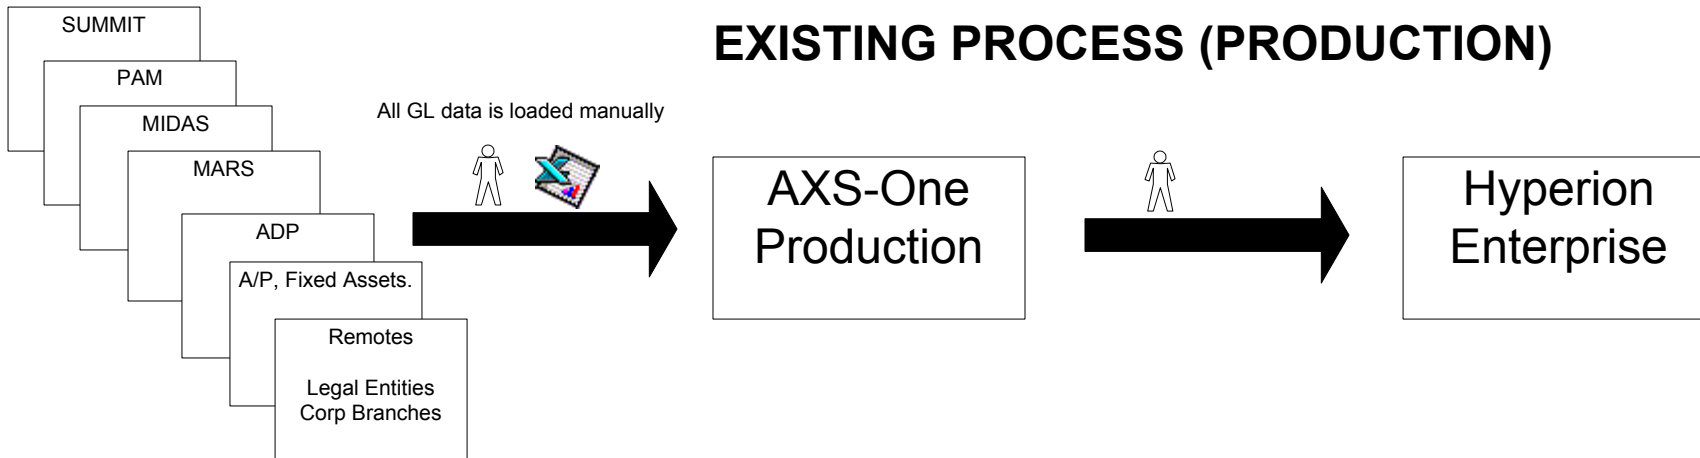 SUMMIT
EXISTING PROCESS (PRODUCTION)
PAM
All GL data is loaded manually
MIDAS
MARS
ADP
A/P, Fixed Assets.
Remotes
Legal Entities
Corp Branches
AXS-One
Production
Hyperion
Enterprise